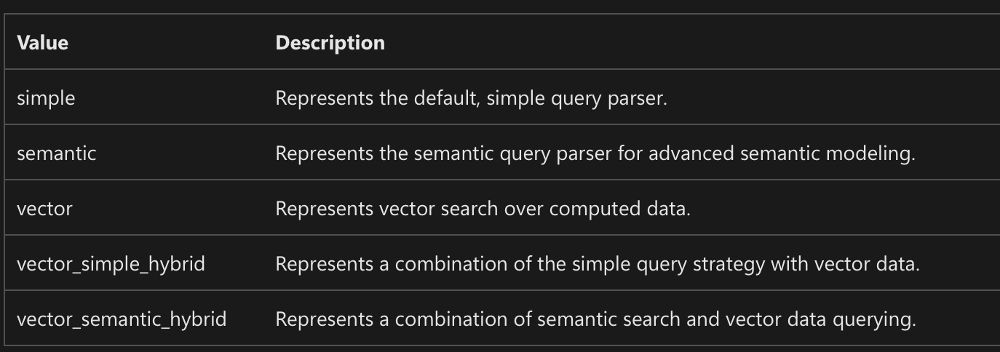 Value Description
simple Represents the default, simple query parser.
semantic Represents the semantic query parser for advanced semantic modeling.
vector Represents vector search over computed data.
vector_simple_hybrid Represents a combination of the simple query strategy with vector data.
vector_semantic_hybrid Represents a combination of semantic search and vector data querying.